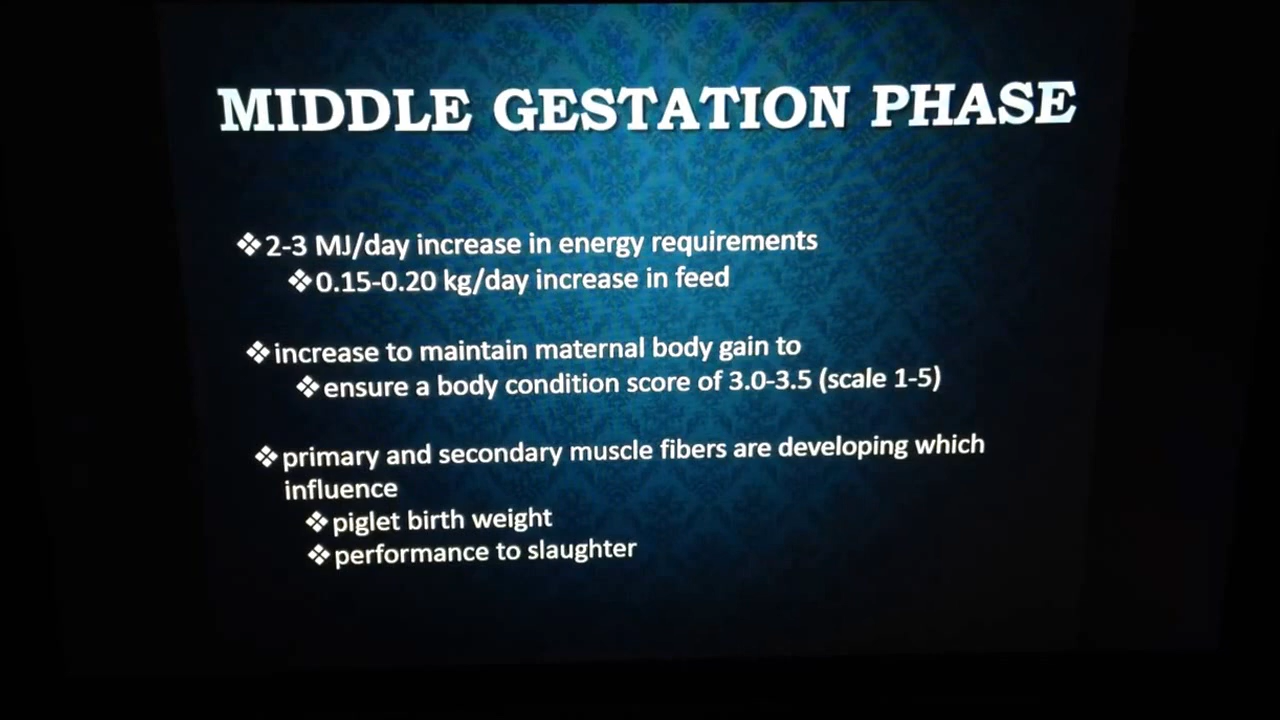 MIDDLE GESTATION PHASE
❖2-3 MJ/day increase in energy requirements
❖0.15-0.20 kg/day increase in feed
❖increase to maintain maternal body gain to
❖ensure a body condition score of 3.0-3.5 (scale 1-5)
❖primary and secondary muscle fibers are developing which
influence
❖piglet birth weight
❖performance to slaughter